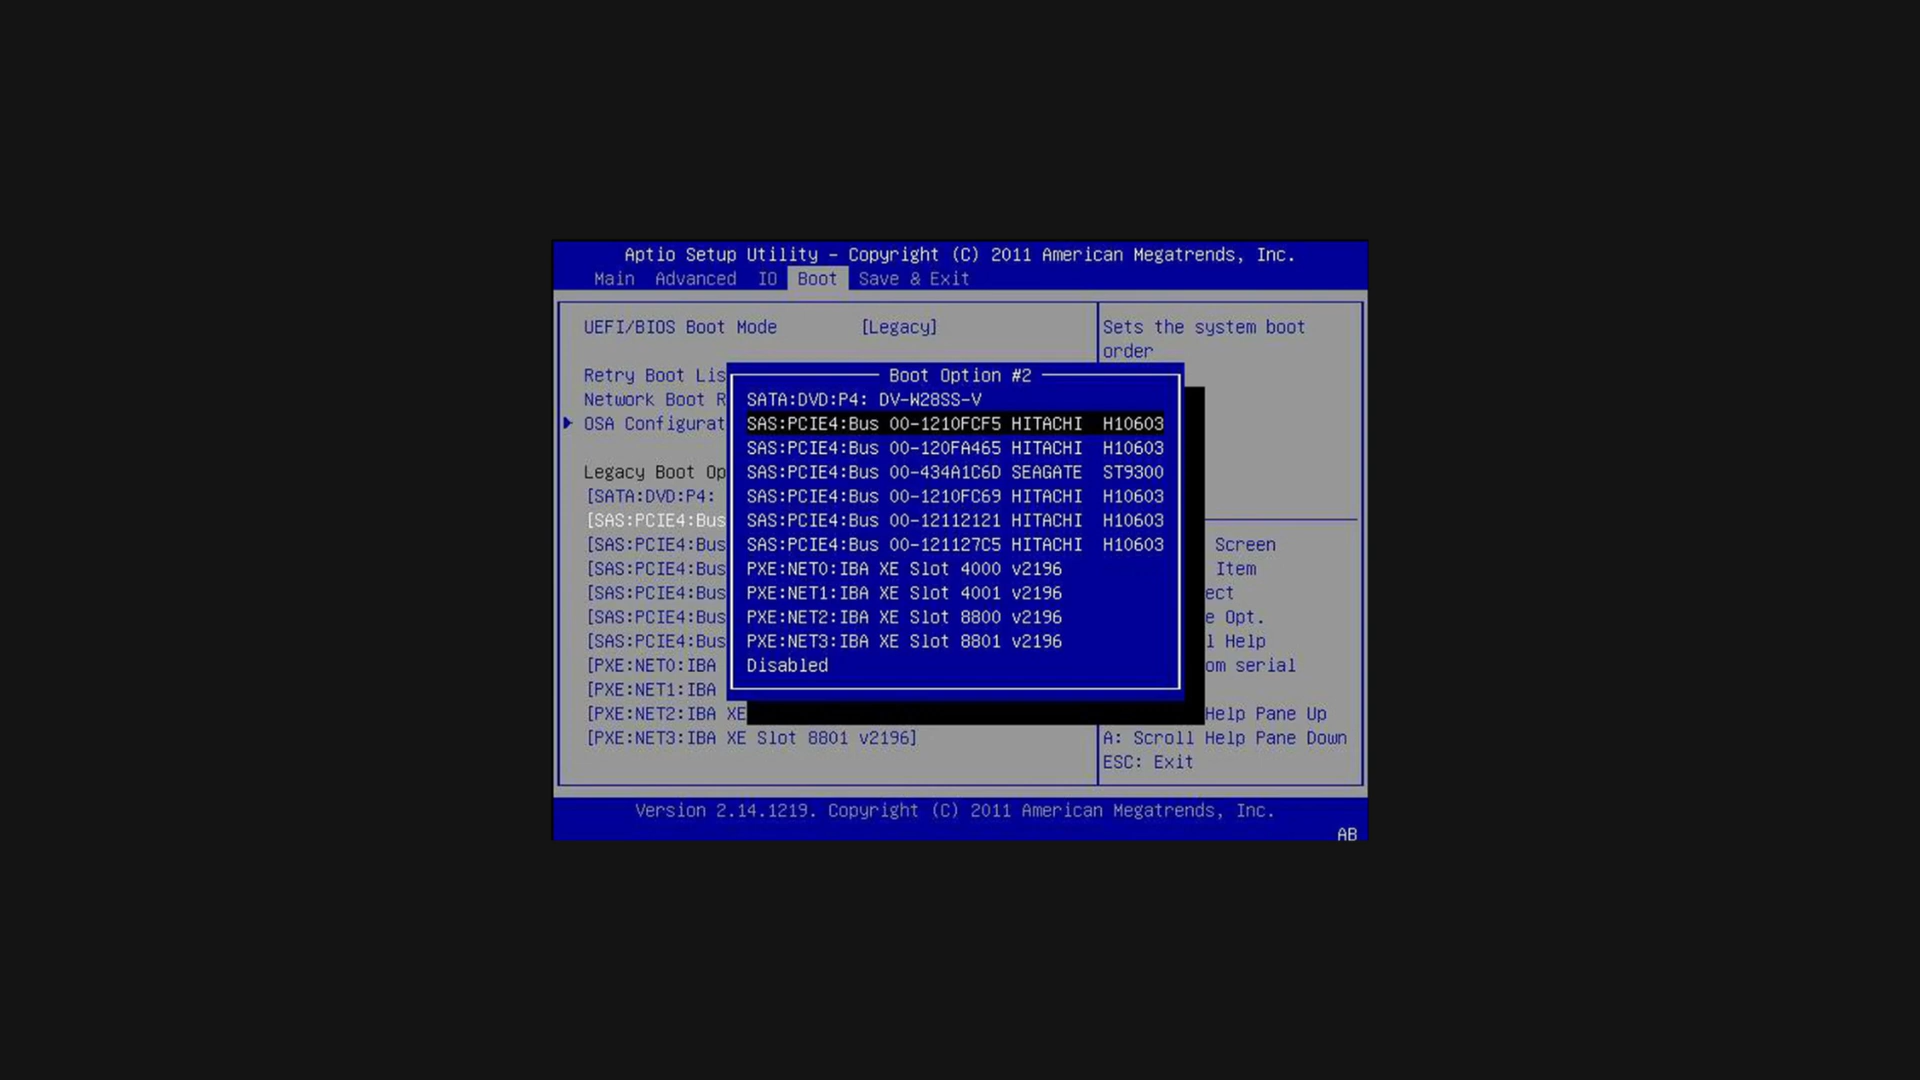 Aptio Setup Utility – Copyright (C) 2011 American Megatrends, Inc.
Main Advanced IO Boot Save & Exit
UEFI/BIOS Boot Mode [Legacy]
Sets the system boot
order
Retry Boot Lis
Network Boot R
OSA Configurat
Legacy Boot Op
[SATA:DVD:P4:
[SAS:PCIE4:Bus
[SAS:PCIE4:Bus
[SAS:PCIE4:Bus
[SAS:PCIE4:Bus
[SAS:PCIE4:Bus
[SAS:PCIE4:Bus
[PXE:NET0:IBA
[PXE:NET1:IBA
[PXE:NET2:IBA XE
[PXE:NET3:IBA XE Slot 8801 v2196]
Boot Option #2
SATA:DVD:P4: DV-W28SS-V
SAS:PCIE4:Bus 00-1210FCF5 HITACHI H10603
SAS:PCIE4:Bus 00-120FA465 HITACHI H10603
SAS:PCIE4:Bus 00-434A1C6D SEAGATE ST9300
SAS:PCIE4:Bus 00-1210FC69 HITACHI H10603
SAS:PCIE4:Bus 00-12112121 HITACHI H10603
SAS:PCIE4:Bus 00-121127C5 HITACHI H10603
PXE:NET0:IBA XE Slot 4000 v2196
PXE:NET1:IBA XE Slot 4001 v2196
PXE:NET2:IBA XE Slot 8800 v2196
PXE:NET3:IBA XE Slot 8801 v2196
Disabled
Screen
Item
ect
e Opt.
l Help
om serial
Help Pane Up
A: Scroll Help Pane Down
ESC: Exit
Version 2.14.1219. Copyright (C) 2011 American Megatrends, Inc.
AB